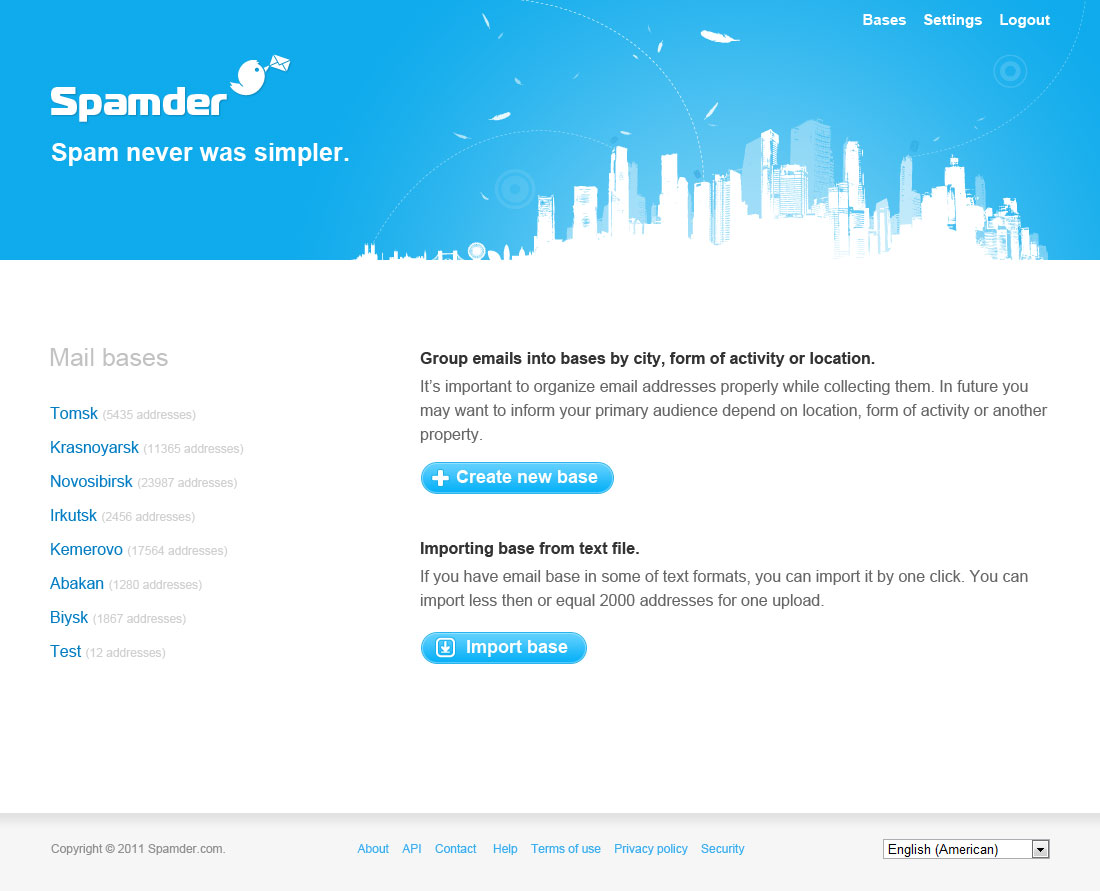 Bases Settings Logout
Spamder
Spam never was simpler.
Mail bases
Tomsk (5435 addresses)
Krasnoyarsk (11365 addresses)
Novosibirsk (23987 addresses)
Irkutsk (2456 addresses)
Kemerovo (17564 addresses)
Abakan (1280 addresses)
Biysk (1867 addresses)
Test (12 addresses)
Group emails into bases by city, form of activity or location.
It’s important to organize email addresses properly while collecting them. In future you
may want to inform your primary audience depend on location, form of activity or another
property.
Create new base
Importing base from text file.
If you have email base in some of text formats, you can import it by one click. You can
import less then or equal 2000 addresses for one upload.
Import base
Copyright © 2011 Spamder.com.
About API Contact Help Terms of use Privacy policy Security
English (American)